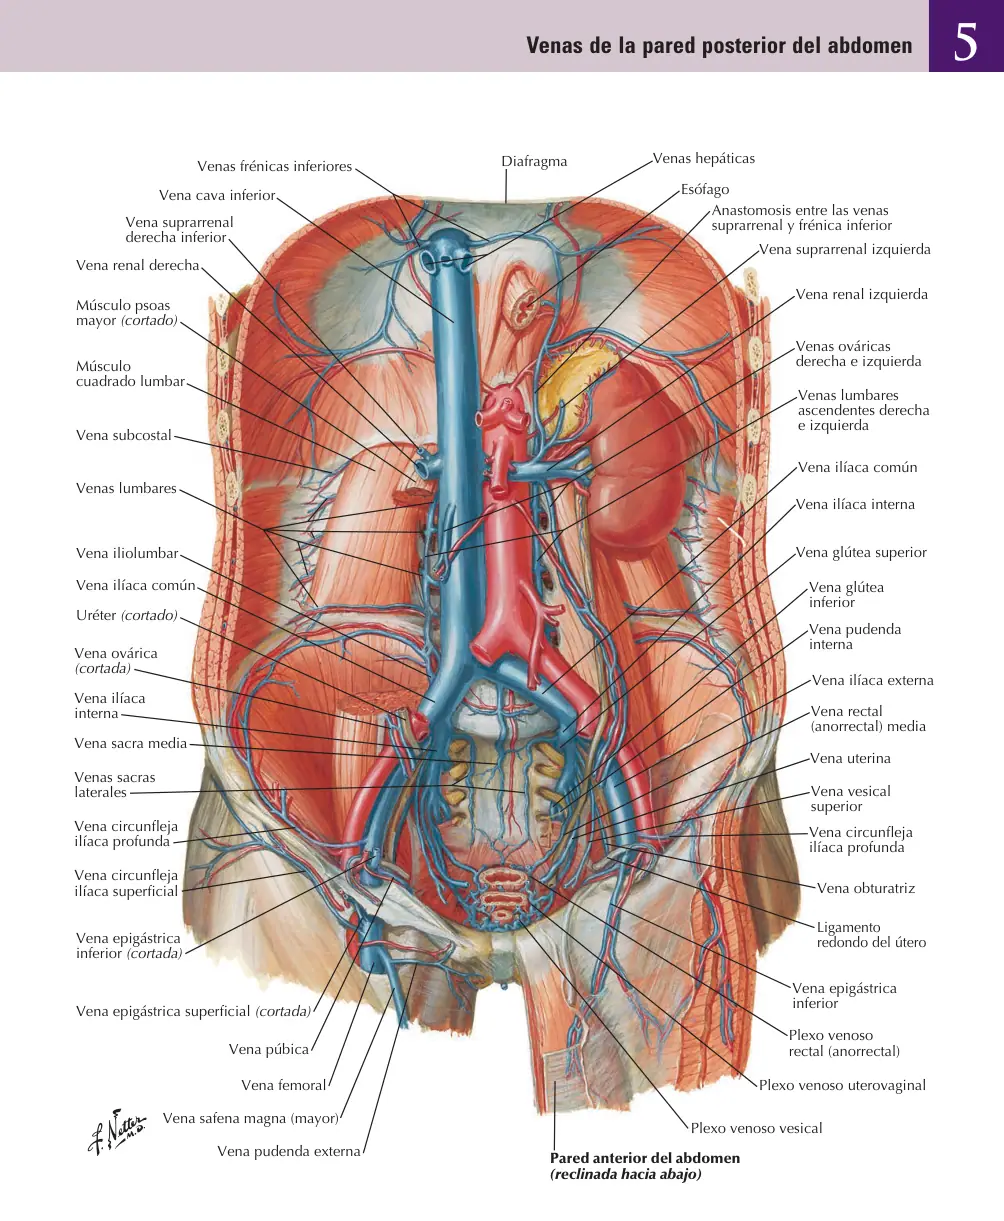 Venas de la pared posterior del abdomen
5
Venas frénicas inferiores
Vena cava inferior
Vena suprarrenal
derecha inferior
Vena renal derecha
Músculo psoas
mayor (cortado)
Músculo
cuadrado lumbar
Vena subcostal
Venas lumbares
Vena iliolumbar
Vena ilíaca común
Uréter (cortado)
Vena ovárica
(cortada)
Vena ilíaca
interna
Vena sacra media
Venas sacras
laterales
Vena circunfleja
ilíaca profunda
Vena circunfleja
ilíaca superficial
Vena epigástrica
inferior (cortada)
Vena epigástrica superficial (cortada)
Vena púbica
Vena femoral
Vena safena magna (mayor)
Vena pudenda externa
Diafragma
Venas hepáticas
Esófago
Anastomosis entre las venas
suprarrenal y frénica inferior
Vena suprarrenal izquierda
Vena renal izquierda
Venas ováricas
derecha e izquierda
Venas lumbares
ascendentes derecha
e izquierda
Vena ilíaca común
Vena ilíaca interna
Vena glútea superior
Vena glútea
inferior
Vena pudenda
interna
Vena ilíaca externa
Vena rectal
(anorrectal) media
Vena uterina
Vena vesical
superior
Vena circunfleja
ilíaca profunda
Vena obturatriz
Ligamento
redondo del útero
Vena epigástrica
inferior
Plexo venoso
rectal (anorrectal)
Plexo venoso uterovaginal
Plexo venoso vesical
Pared anterior del abdomen
(reclinada hacia abajo)
F. Netter
M.D.